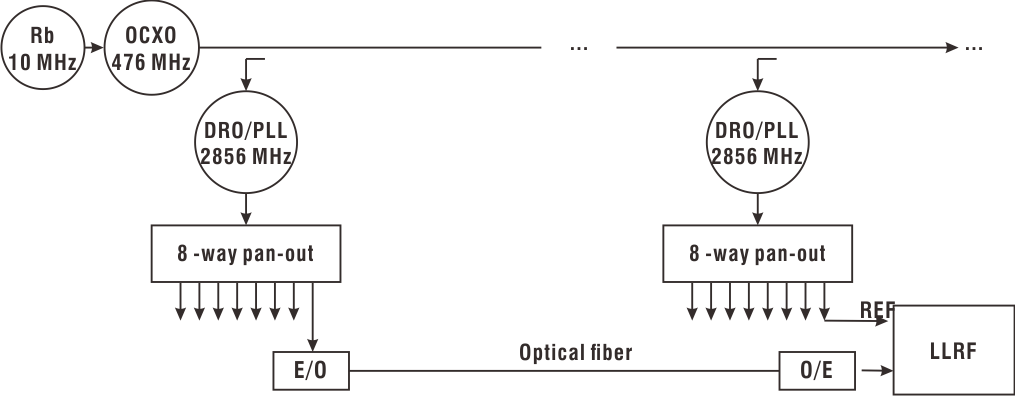 Rb
10 MHz
OCXO
476 MHz
...
...
DRO/PLL
2856 MHz
DRO/PLL
2856 MHz
8 -way pan-out
8 -way pan-out
REF
LLRF
E/O
Optical fiber
O/E